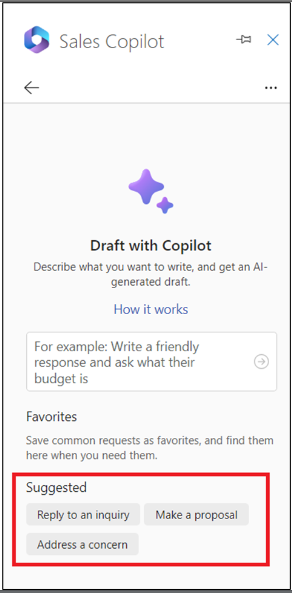 Sales Copilot
Draft with Copilot
Describe what you want to write, and get an AI-
generated draft.
How it works
For example: Write a friendly
response and ask what their
budget is
Favorites
Save common requests as favorites, and find them
here when you need them.
Suggested
Reply to an inquiry
Make a proposal
Address a concern